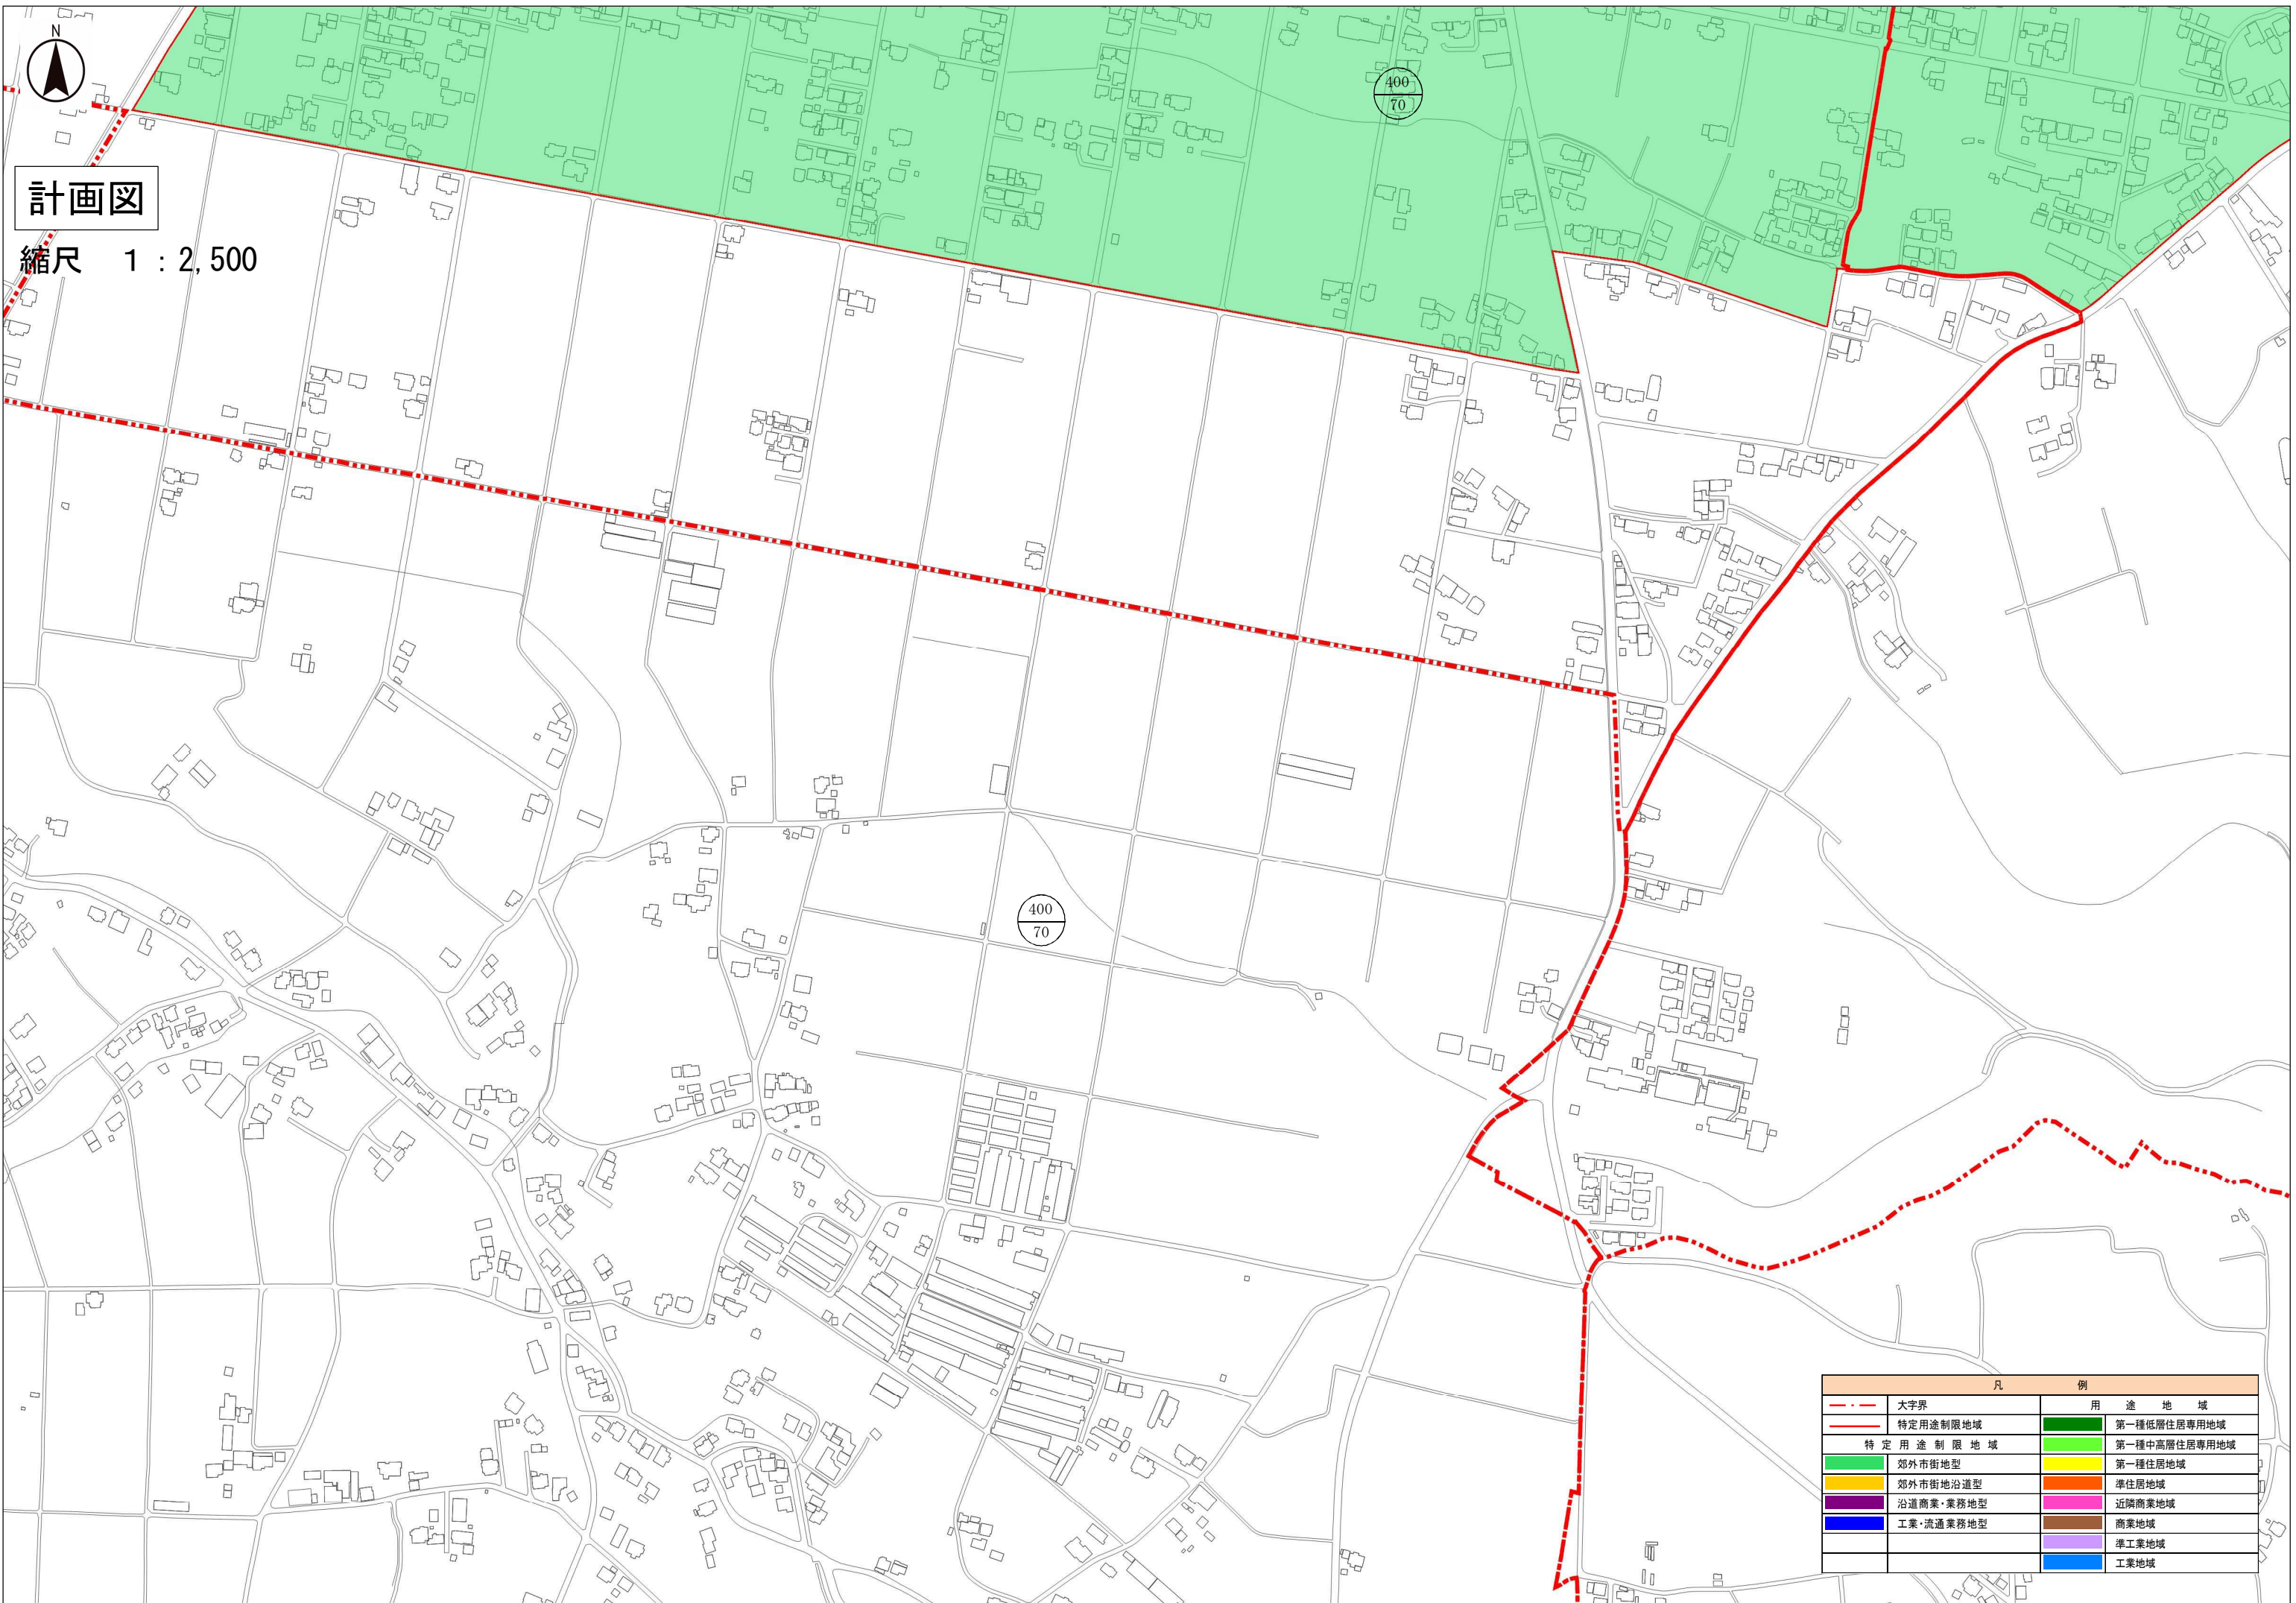 N
計画図
縮尺 1:2,500
400
70
400
70
凡 例
大字界
用 途 地 域
特定用途制限地域
第一種低層住居専用地域
特 定 用 途 制 限 地 域
第一種中高層住居専用地域
郊外市街地型
第一種住居地域
郊外市街地沿道型
準住居地域
沿道商業・業務地型
近隣商業地域
工業・流通業務地型
商業地域
準工業地域
工業地域